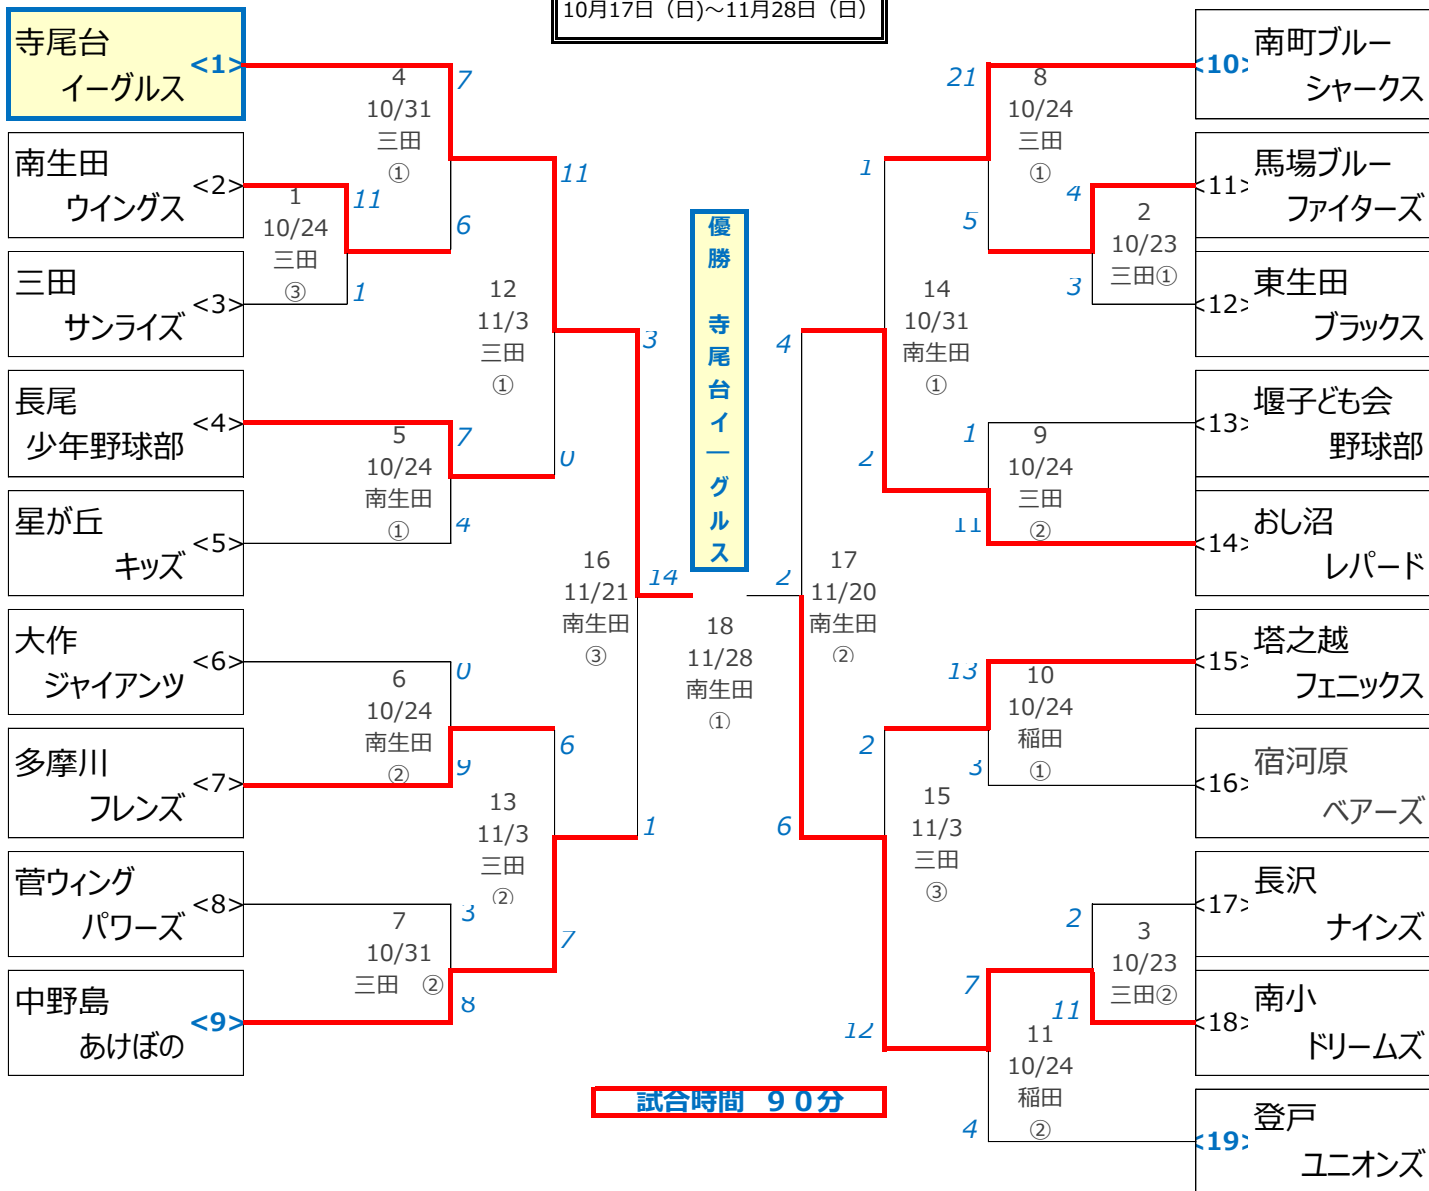 10月17日（日)～11月28日（日）
寺尾台
イーグルス
<1>
南生田
ウイングス
<2>
三田
サンライズ
<3>
長尾
少年野球部
<4>
星が丘
キッズ
<5>
大作
ジャイアンツ
<6>
多摩川
フレンズ
<7>
菅ウィング
パワーズ
<8>
中野島
あけぼの
<9>
1
10/24
三田
③
11
1
4
10/31
三田
①
7
6
5
10/24
南生田
①
7
4
6
10/24
南生田
②
0
9
7
10/31
三田　②
3
8
12
11/3
三田
①
11
0
13
11/3
三田
②
6
7
16
11/21
南生田
③
3
1
優勝　寺尾台イーグルス
14
2
18
11/28
南生田
①
17
11/20
南生田
②
4
6
14
10/31
南生田
①
1
2
15
11/3
三田
③
2
12
8
10/24
三田
①
21
5
2
10/23
三田①
4
3
9
10/24
三田
②
1
11
10
10/24
稲田
①
13
3
3
10/23
三田②
2
11
11
10/24
稲田
②
7
4
<10>
南町ブルー
シャークス
<11>
馬場ブルー
ファイターズ
<12>
東生田
ブラックス
<13>
堰子ども会
野球部
<14>
おし沼
レパード
<15>
塔之越
フェニックス
<16>
宿河原
ベアーズ
<17>
長沢
ナインズ
<18>
南小
ドリームズ
<19>
登戸
ユニオンズ
試合時間　９０分